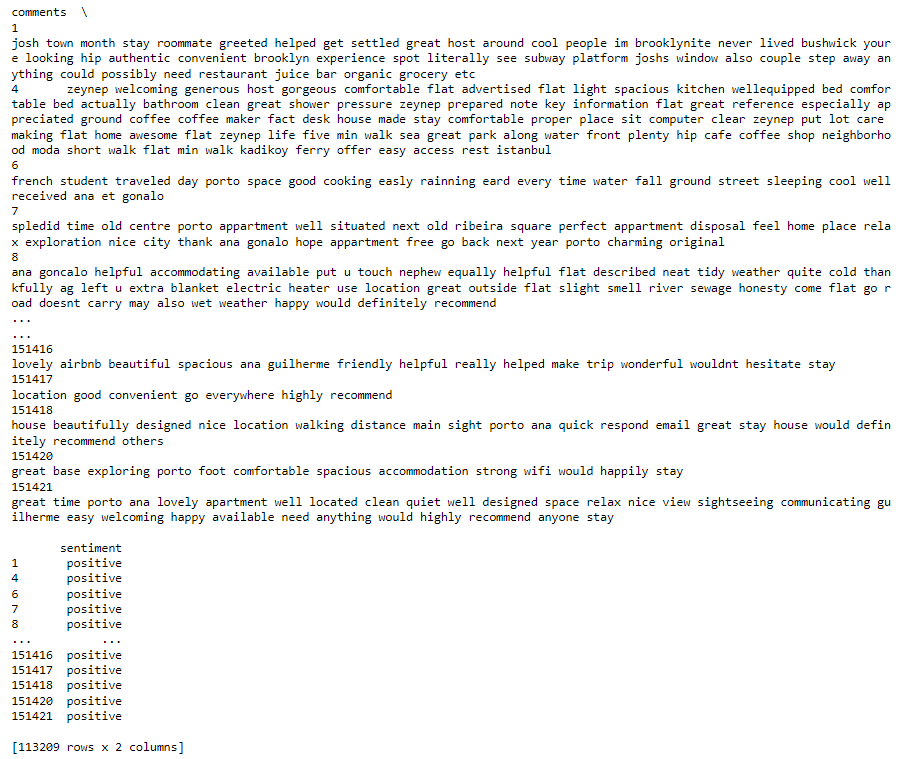 comments  \
1
josh town month stay roommate greeted helped get settled great host around cool people im brooklynite never lived bushwick your
e looking hip authentic convenient brooklyn experience spot literally see subway platform joshs window also couple step away an
ything could possibly need restaurant juice bar organic grocery etc
4      zeynep welcoming generous host gorgeous comfortable flat advertised flat light spacious kitchen wellequipped bed comfor
table bed actually bathroom clean great shower pressure zeynep prepared note key information flat great reference especially ap
preciated ground coffee coffee maker fact desk house made stay comfortable proper place sit computer clear zeynep put lot care
making flat home awesome flat zeynep life five min walk sea great park along water front plenty hip cafe coffee shop neighborho
od moda short walk flat min walk kadikoy ferry offer easy access rest istanbul
6
french student traveled day porto space good cooking easly rainning eard every time water fall ground street sleeping cool well
received ana et gonalo
7
spledid time old centre porto appartment well situated next old ribeira square perfect appartment disposal feel home place rela
x exploration nice city thank ana gonalo hope appartment free go back next year porto charming original
8
ana goncalo helpful accommodating available put u touch nephew equally helpful flat described neat tidy weather quite cold than
kfully ag left u extra blanket electric heater use location great outside flat slight smell river sewage honesty come flat go r
oad doesnt carry may also wet weather happy would definitely recommend
...
...
151416
lovely airbnb beautiful spacious ana guilherme friendly helpful really helped make trip wonderful wouldnt hesitate stay
151417
location good convenient go everywhere highly recommend
151418
house beautifully designed nice location walking distance main sight porto ana quick respond email great stay house would defin
itely recommend others
151420
great base exploring porto foot comfortable spacious accommodation strong wifi would happily stay
151421
great time porto ana lovely apartment well located clean quiet well designed space relax nice view sightseeing communicating gu
ilherme easy welcoming happy available need anything would highly recommend anyone stay
sentiment
1 positive
4 positive
6 positive
7 positive
8 positive
... ...
151416 positive
151417 positive
151418 positive
151420 positive
151421 positive
[113209 rows x 2 columns]